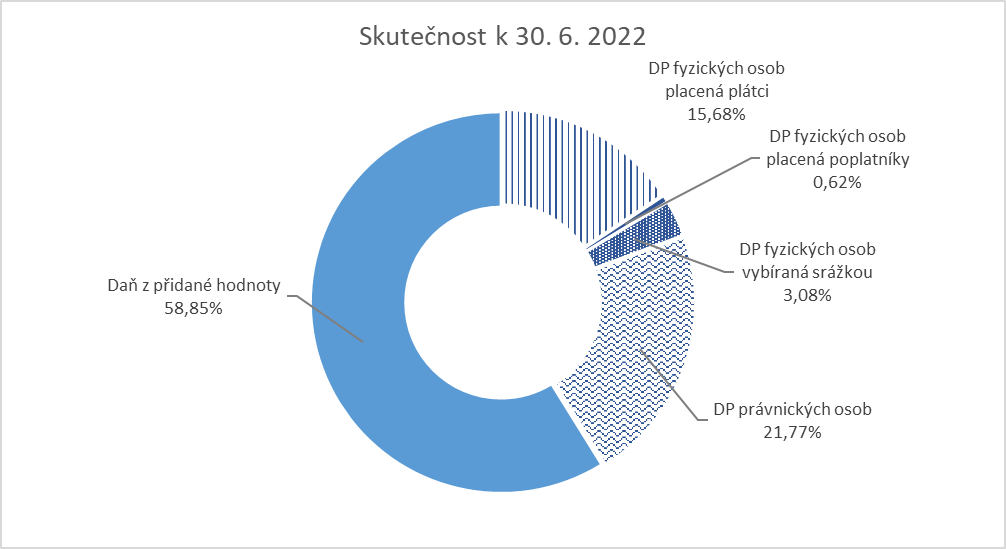 Skutečnost k 30. 6. 2022
DP fyzických osob
placená plátci
15,68%
DP fyzických osob
placená poplatníky
0,62%
DP fyzických osob
vybíraná srážkou
3,08%
DP právnických osob
21,77%
Daň z přidané hodnoty
58,85%